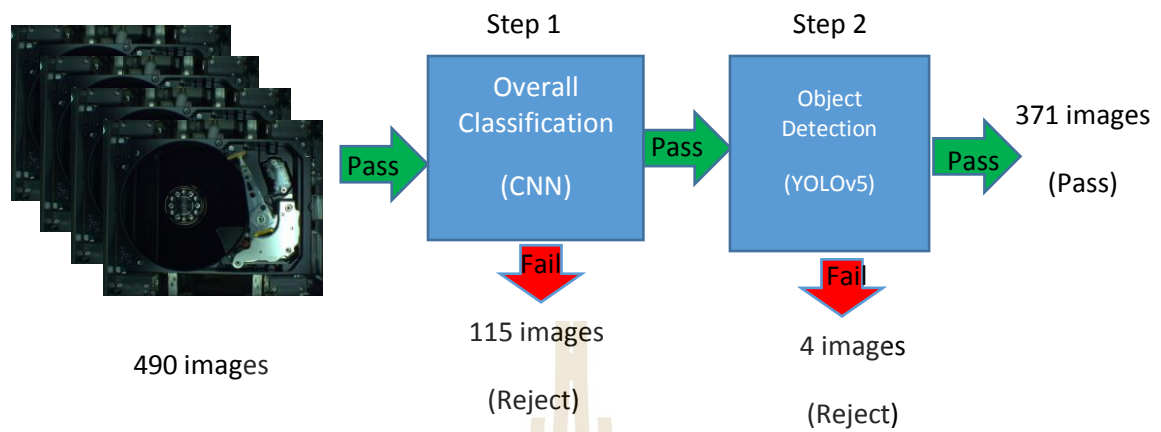 Step 1
Step 2
Overall
Classification
(CNN)
Object
Detection
(YOLOv5)
371 images
(Pass)
Pass
Pass
Pass
Fail
Fail
490 images
115 images
(Reject)
4 images
(Reject)